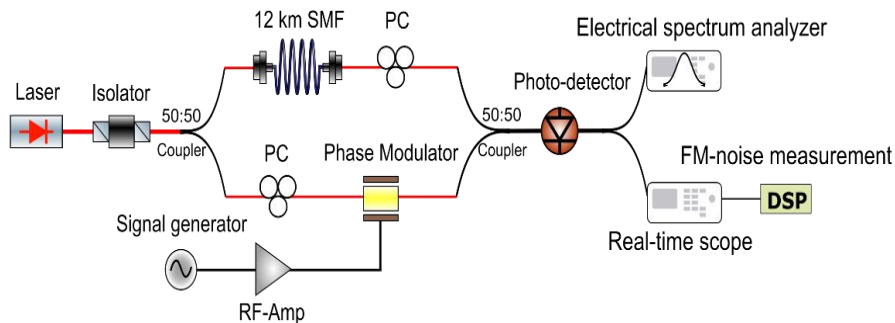 12 km SMF
PC
Electrical spectrum analyzer
Laser
Isolator
50:50
Coupler
Photo-detector
50:50
Coupler
PC
Phase Modulator
FM-noise measurement
DSP
Signal generator
Real-time scope
RF-Amp